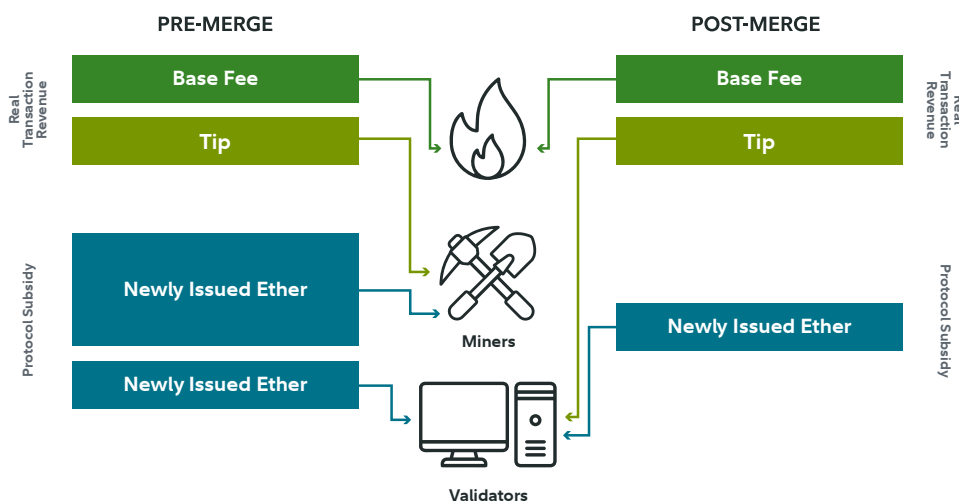 PRE-MERGE
POST-MERGE
Real
Transaction
Revenue
Base Fee
Tip
Protocol Subsidy
Newly Issued Ether
Newly Issued Ether
Miners
Validators
Base Fee
Tip
Real
Transaction
Revenue
Newly Issued Ether
Protocol Subsidy